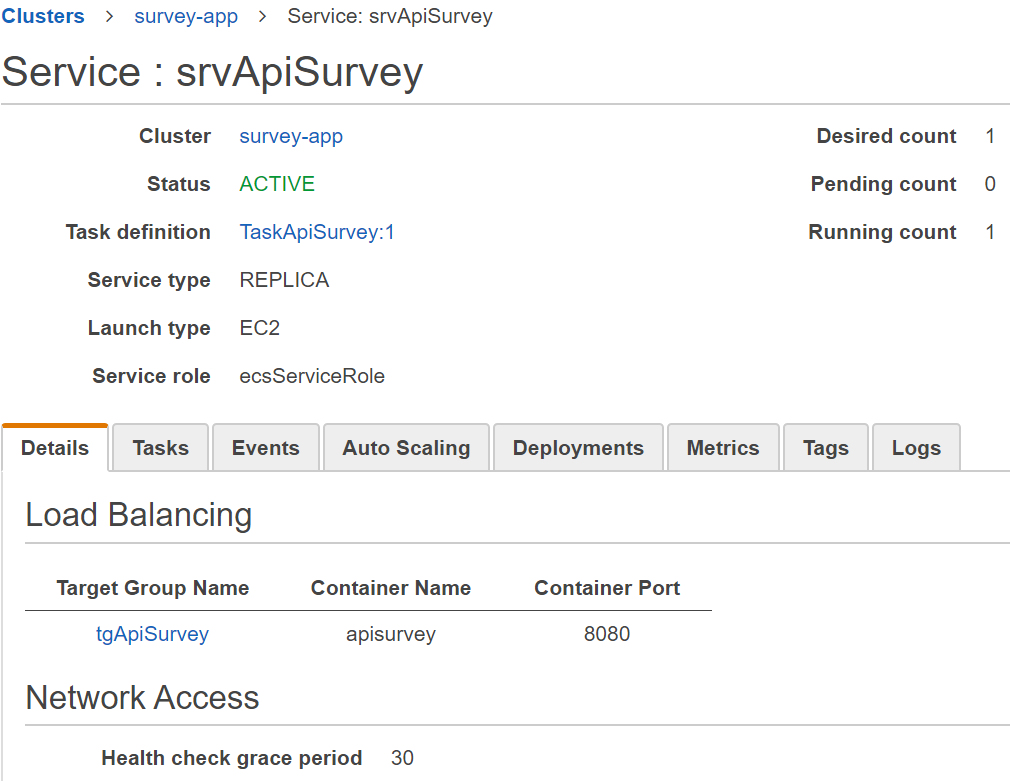 Clusters > survey-app > Service: srvApiSurvey
Service : srvApiSurvey
Cluster survey-app Desired count 1
Status ACTIVE Pending count 0
Task definition TaskApiSurvey:1 Running count 1
Service type REPLICA
Launch type EC2
Service role ecsServiceRole
Details Tasks Events Auto Scaling Deployments Metrics Tags Logs
Load Balancing
Target Group Name Container Name Container Port
tgApiSurvey apisurvey 8080
Network Access
Health check grace period 30